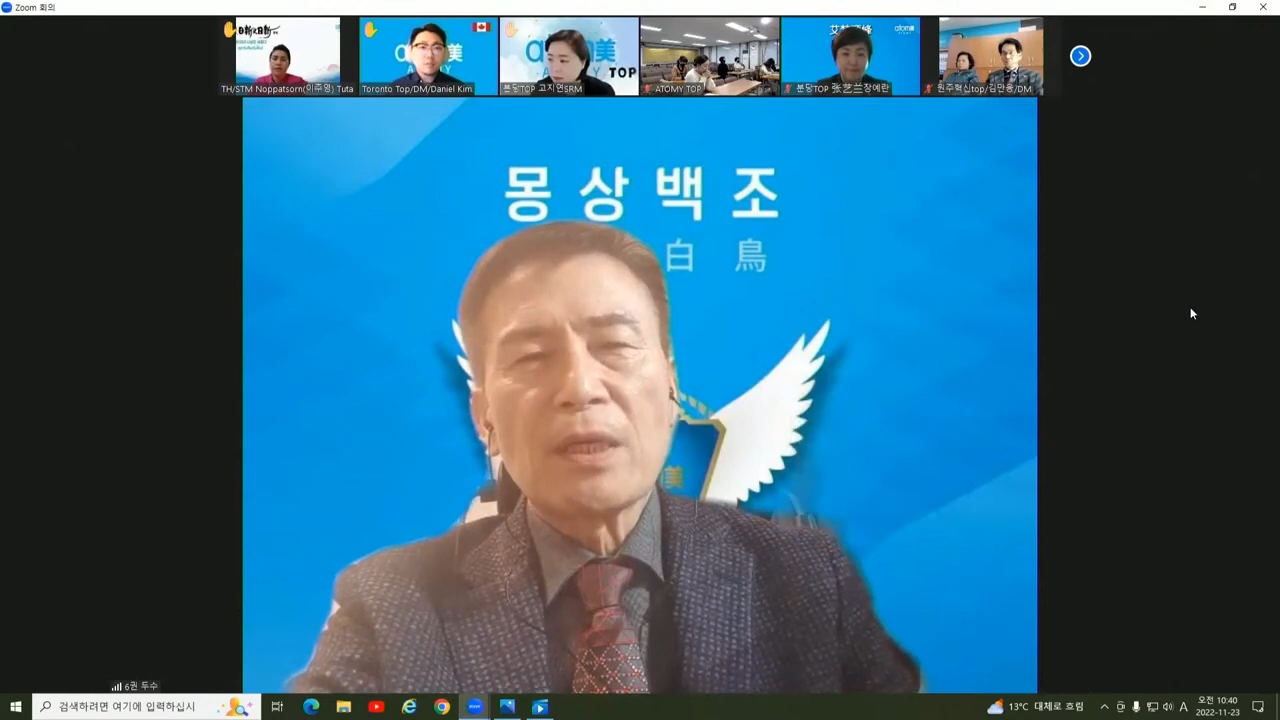 Zoom 회의
TH/STM Noppatsorn(이주영) Tuta
Toronto Top/DM/Daniel Kim
TOP
분당TOP 고지연SRM
ATOMY TOP
분당TOP 张艺兰장예란
원주혁신top/김만용/DM
몽상백조
白鳥
美
6권 두수
검색하려면 여기에 입력하십시
13°C 대체로 흐림
A
오전 10:40
2022-11-23